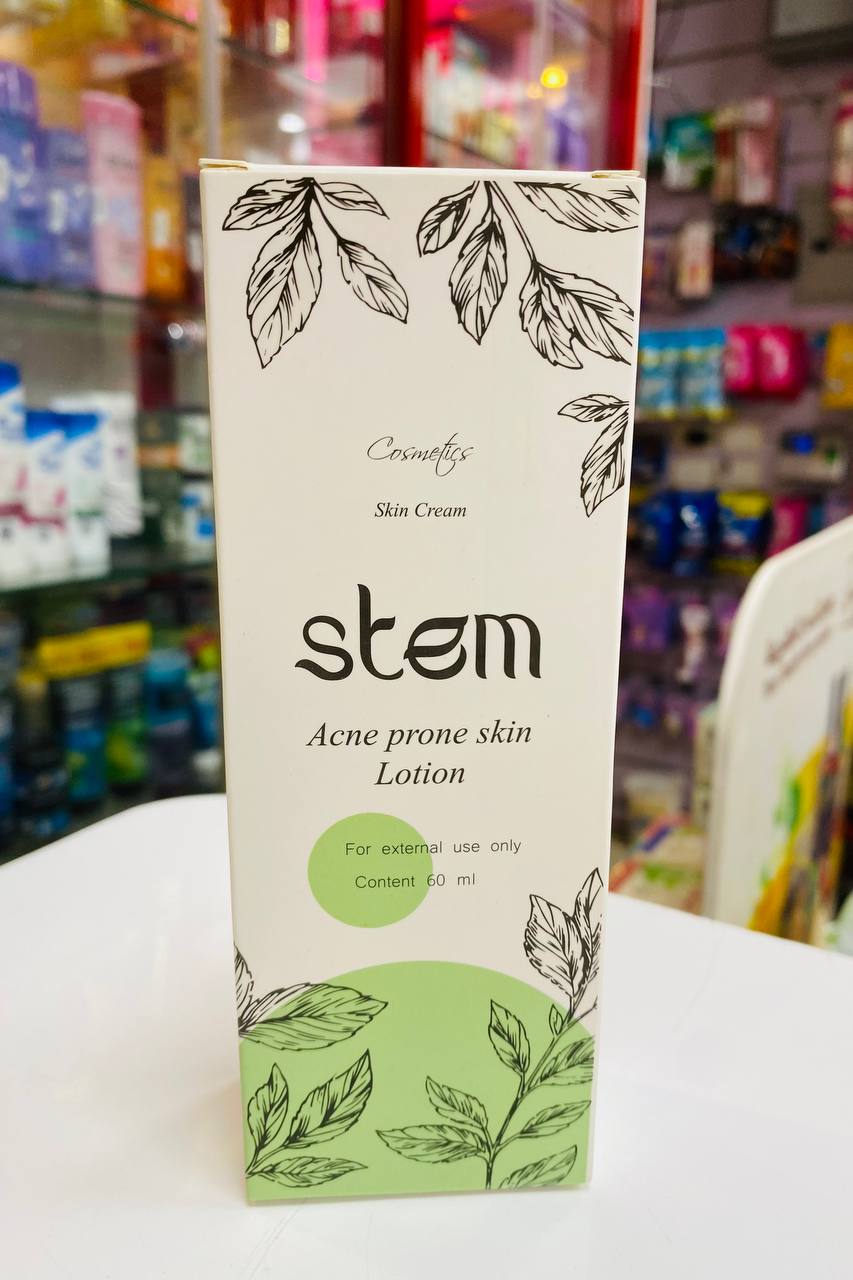 Cosmetics
Skin Cream
stem
Acne prone skin
Lotion
For external use only
Content 60 ml